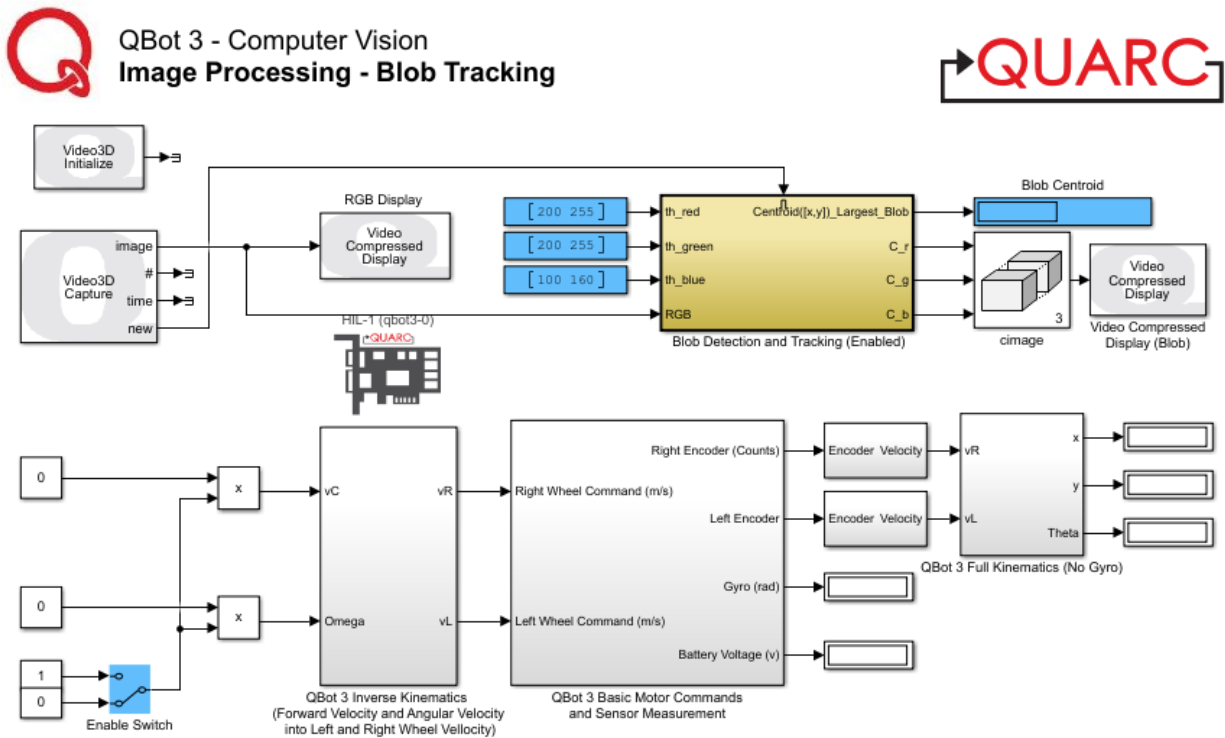 QBot 3 - Computer Vision
Image Processing - Blob Tracking
QUARC
Video3D
Initialize
RGB Display
Video
Compressed
Display
Video3D
Capture
image
#
time
new
[ 200 255 ]
[ 200 255 ]
[ 100 160 ]
th_red
th_green
th_blue
RGB
Centroid([x,y])_Largest_Blob
C_r
C_g
C_b
Blob Detection and Tracking (Enabled)
Blob Centroid
3
cimage
Video
Compressed
Display
Video Compressed
Display (Blob)
HIL-1 (qbot3-0)
QUARC
0
x
0
x
1
0
Enable Switch
vC
vR
Omega
vL
QBot 3 Inverse Kinematics
(Forward Velocity and Angular Velocity
into Left and Right Wheel Vellocity)
Right Wheel Command (m/s)
Left Wheel Command (m/s)
Right Encoder (Counts)
Left Encoder
Gyro (rad)
Battery Voltage (v)
QBot 3 Basic Motor Commands
and Sensor Measurement
Encoder Velocity
Encoder Velocity
vR
vL
x
y
Theta
QBot 3 Full Kinematics (No Gyro)